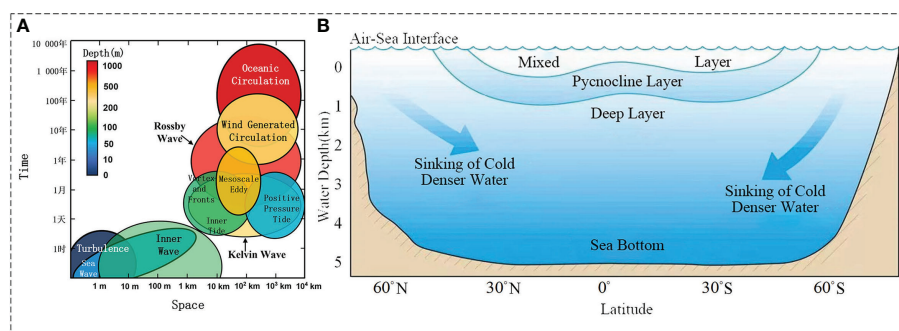 A
Depth(m)
1000
500
200
100
50
10
0
10 000年
1 000年
100年
10年
1年
1月
1天
1时
Time
Oceanic
Circulation
Wind Generated
Circulation
Rossby
Wave
Vortex
and
Fronts
Mesoscale
Eddy
Positive
Pressure
Tide
Inner
Tide
Kelvin Wave
Turbulence
Inner
Wave
Sea
Wave
1 m
10 m
100 m
1 km
10 km
10² km
10³ km
10⁴ km
Space
B
Air-Sea Interface
Mixed Layer
Pycnocline Layer
Deep Layer
Sinking of Cold
Denser Water
Sinking of Cold
Denser Water
Sea Bottom
Water Depth(km)
0
1
2
3
4
5
60°N
30°N
0°
30°S
60°S
Latitude